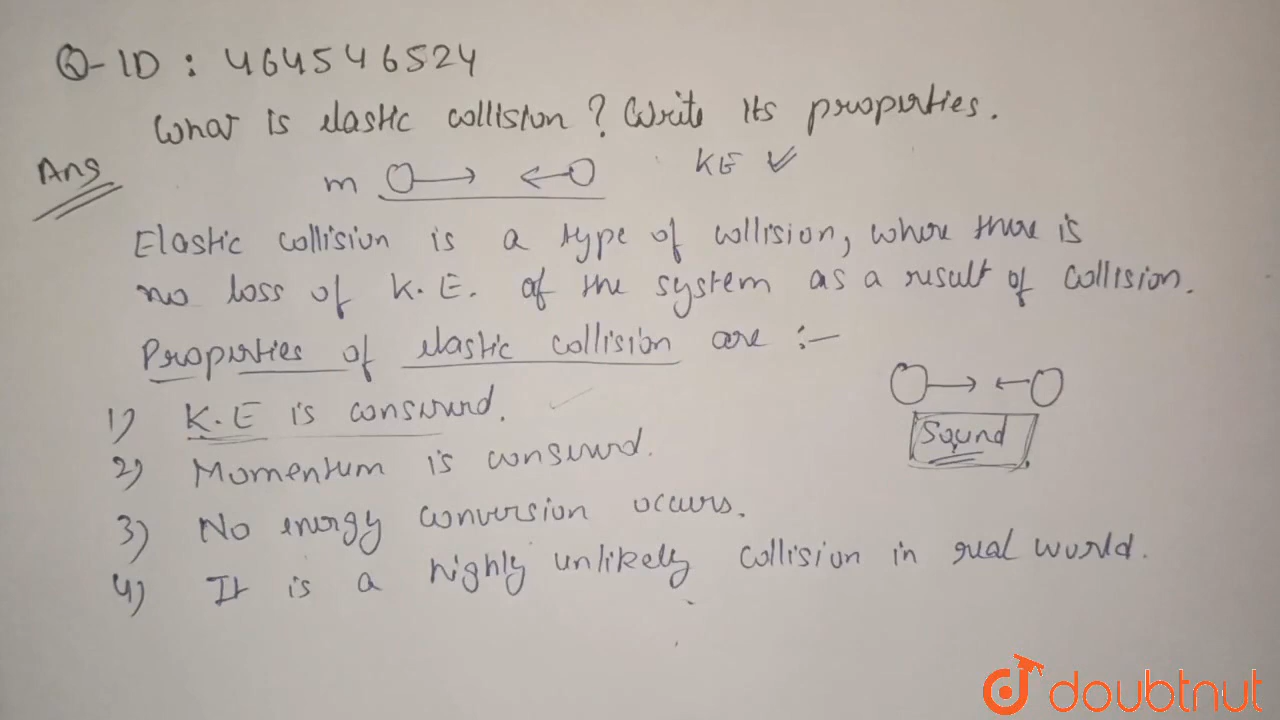 Q-ID : 464546524
What is elastic collision? Write its properties.
Ans
m KE
Elastic collision is a type of collision, where there is
no loss of K.E. of the system as a result of collision.
Properties of elastic collision are :-
1) K.E is conserved.
Sound
2) Momentum is conserved.
3) No energy conversion occurs.
4) It is a highly unlikely collision in real world.
doubtnut